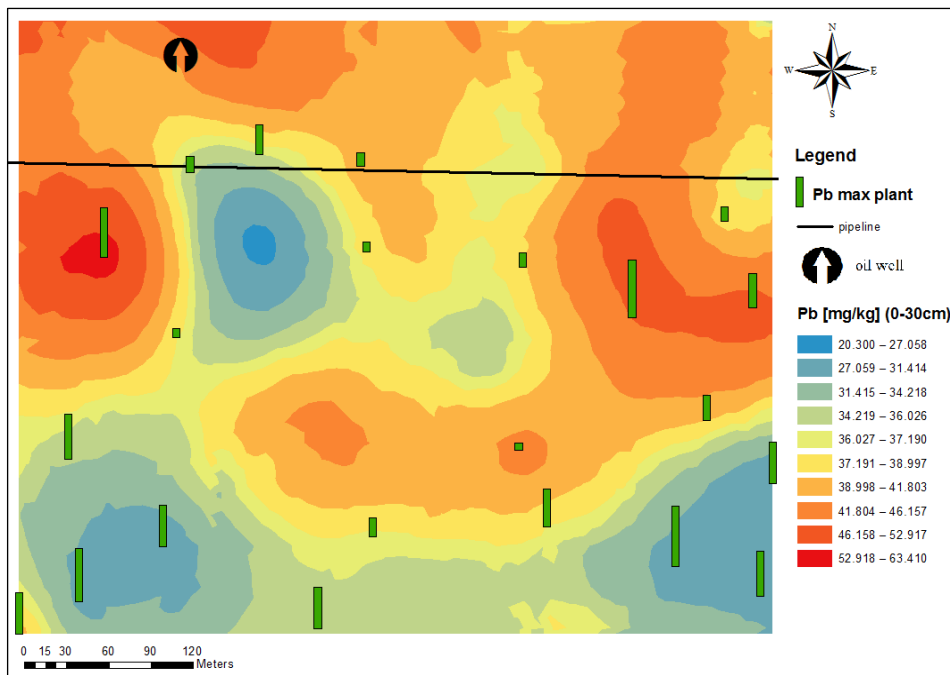 N
W
E
S
Legend
Pb max plant
pipeline
oil well
Pb [mg/kg] (0-30cm)
20.300 – 27.058
27.059 – 31.414
31.415 – 34.218
34.219 – 36.026
36.027 – 37.190
37.191 – 38.997
38.998 – 41.803
41.804 – 46.157
46.158 – 52.917
52.918 – 63.410
0 15 30 60 90 120
Meters